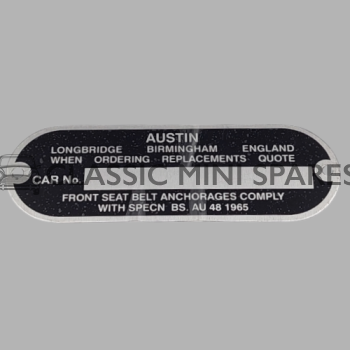 AUSTIN
LONGBRIDGE BIRMINGHAM ENGLAND
WHEN ORDERING REPLACEMENTS QUOTE
CAR No.
CLASSIC MINI SPARES
FRONT SEAT BELT ANCHORAGES COMPLY
WITH SPECN BS. AU 48 1965